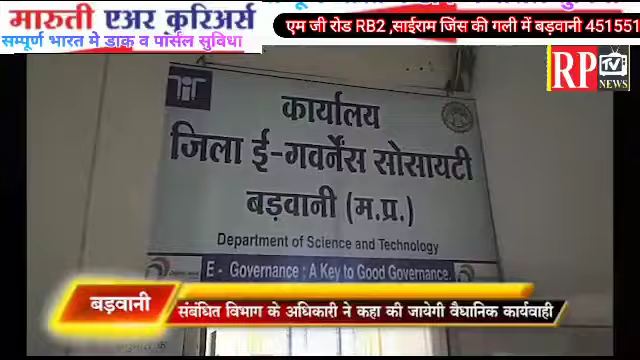 मारुती एअर कुरिअर्स
सम्पूर्ण भारत मे डाक व पार्सल सुविधा
एम जी रोड RB2 ,साईराम जिंस की गली में बड़वानी 451551
RP
TV
NEWS
कार्यालय
जिला ई-गवर्नेंस सोसायटी
बड़वानी (म.प्र.)
Department of Science and Technology
E - Governance : A Key to Good Governance.
बड़वानी
संबंधित विभाग के अधिकारी ने कहा की जायेगी वैधानिक कार्यवाही